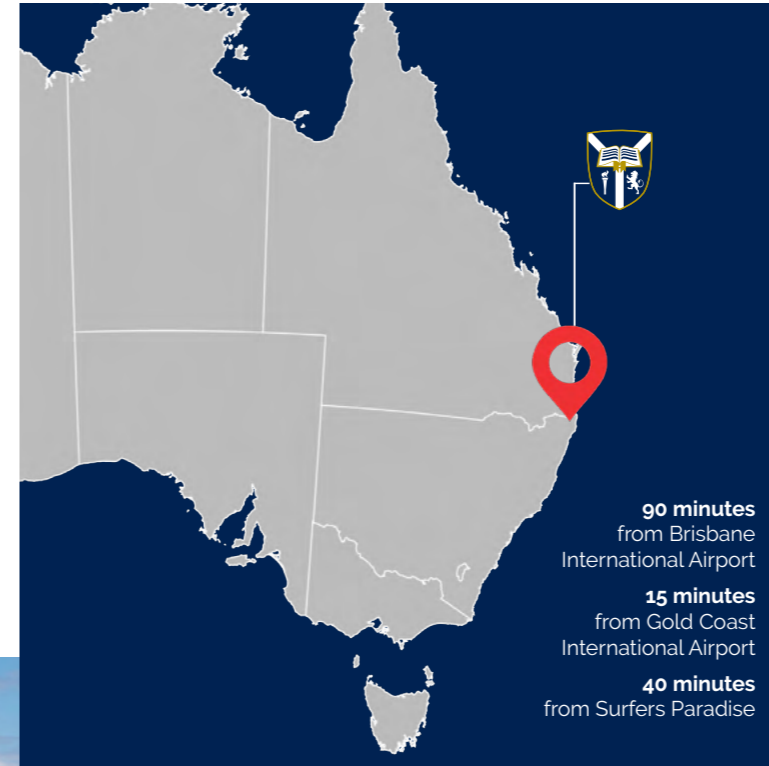 90 minutes
from Brisbane
International Airport
15 minutes
from Gold Coast
International Airport
40 minutes
from Surfers Paradise